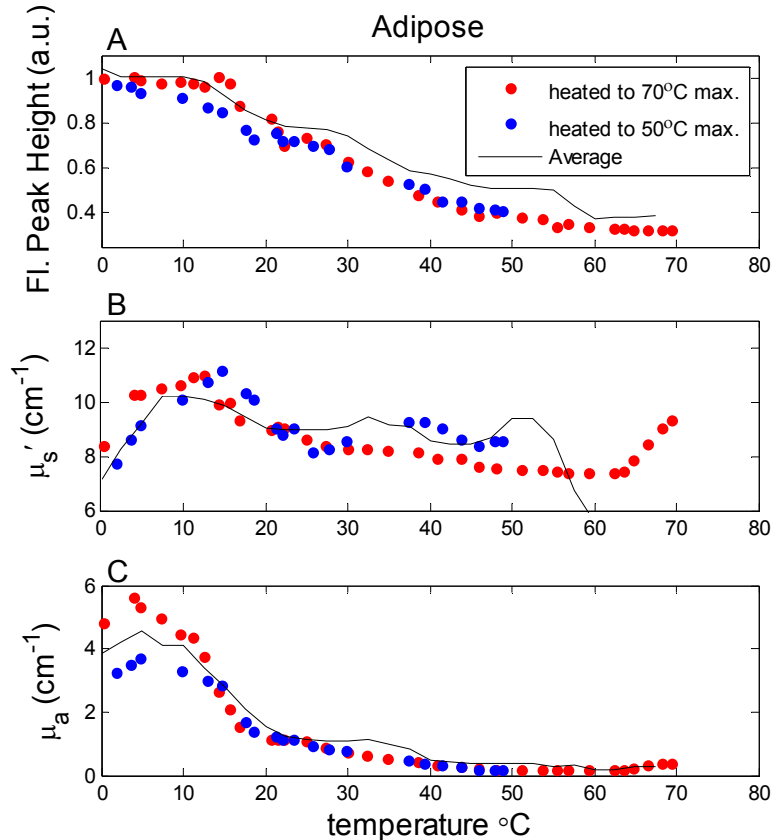 Adipose
A
Fl. Peak Height (a.u.)
1
0.8
0.6
0.4
0 10 20 30 40 50 60 70 80
heated to 70°C max.
heated to 50°C max.
Average
B
μs′ (cm-1)
12
10
8
6
0 10 20 30 40 50 60 70 80
C
μa (cm-1)
6
4
2
0
0 10 20 30 40 50 60 70 80
temperature °C